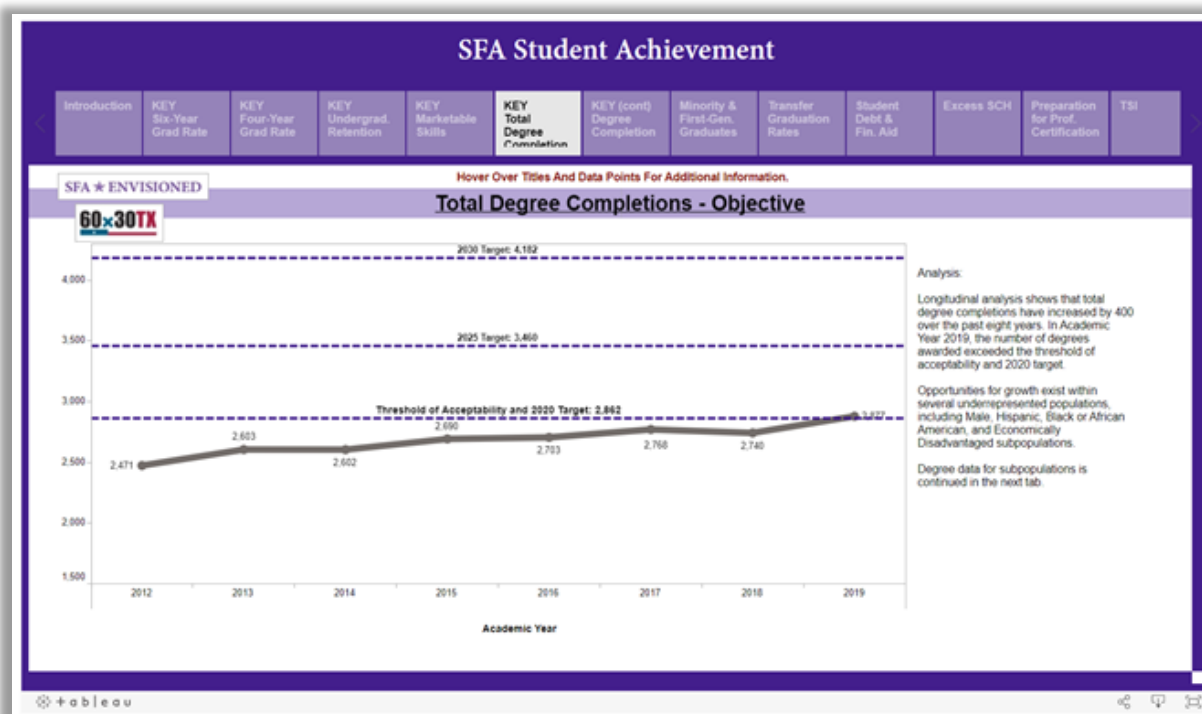 SFA Student Achievement
Introduction
KEY
Six-Year
Grad Rate
KEY
Four-Year
Grad Rate
KEY
Undergrad.
Retention
KEY
Marketable
Skills
KEY
Total
Degree
Completion
KEY (cont)
Degree
Completion
Minority &
First-Gen.
Graduates
Transfer
Graduation
Rates
Student
Debt &
Fin. Aid
Excess SCH
Preparation
for Prof.
Certification
TSI
Hover Over Titles And Data Points For Additional Information.
SFA ★ ENVISIONED
60x30TX
Total Degree Completions - Objective
2030 Target: 4,182
4,000
3,500
2025 Target: 3,460
3,000
Threshold of Acceptability and 2020 Target: 2,862
2,500
2,000
1,500
2,471
2,603
2,602
2,690
2,703
2,768
2,740
2,877
2012
2013
2014
2015
2016
2017
2018
2019
Academic Year
Analysis:
Longitudinal analysis shows that total
degree completions have increased by 400
over the past eight years. In Academic
Year 2019, the number of degrees
awarded exceeded the threshold of
acceptability and 2020 target.
Opportunities for growth exist within
several underrepresented populations,
including Male, Hispanic, Black or African
American, and Economically
Disadvantaged subpopulations.
Degree data for subpopulations is
continued in the next tab.
+ableau